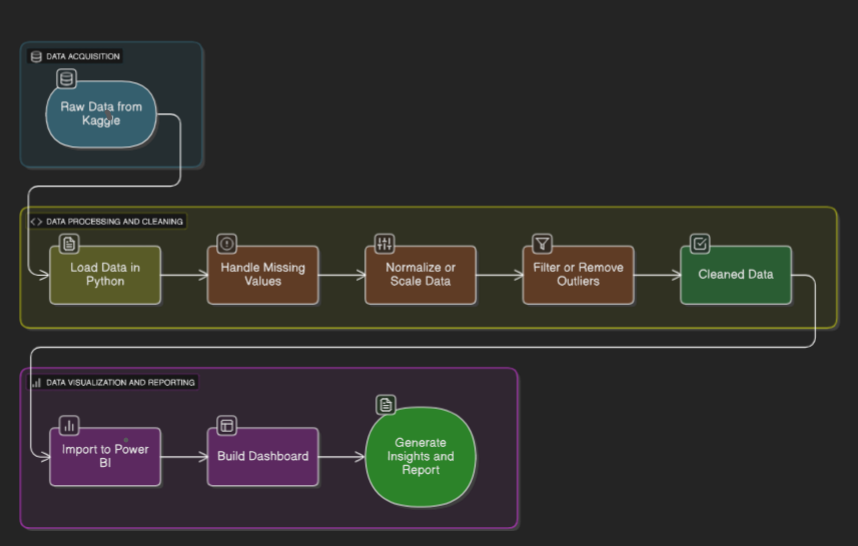 DATA ACQUISITION
Raw Data from
Kaggle
DATA PROCESSING AND CLEANING
Load Data in
Python
Handle Missing
Values
Normalize or
Scale Data
Filter or Remove
Outliers
Cleaned Data
DATA VISUALIZATION AND REPORTING
Import to Power
BI
Build Dashboard
Generate
Insights and
Report